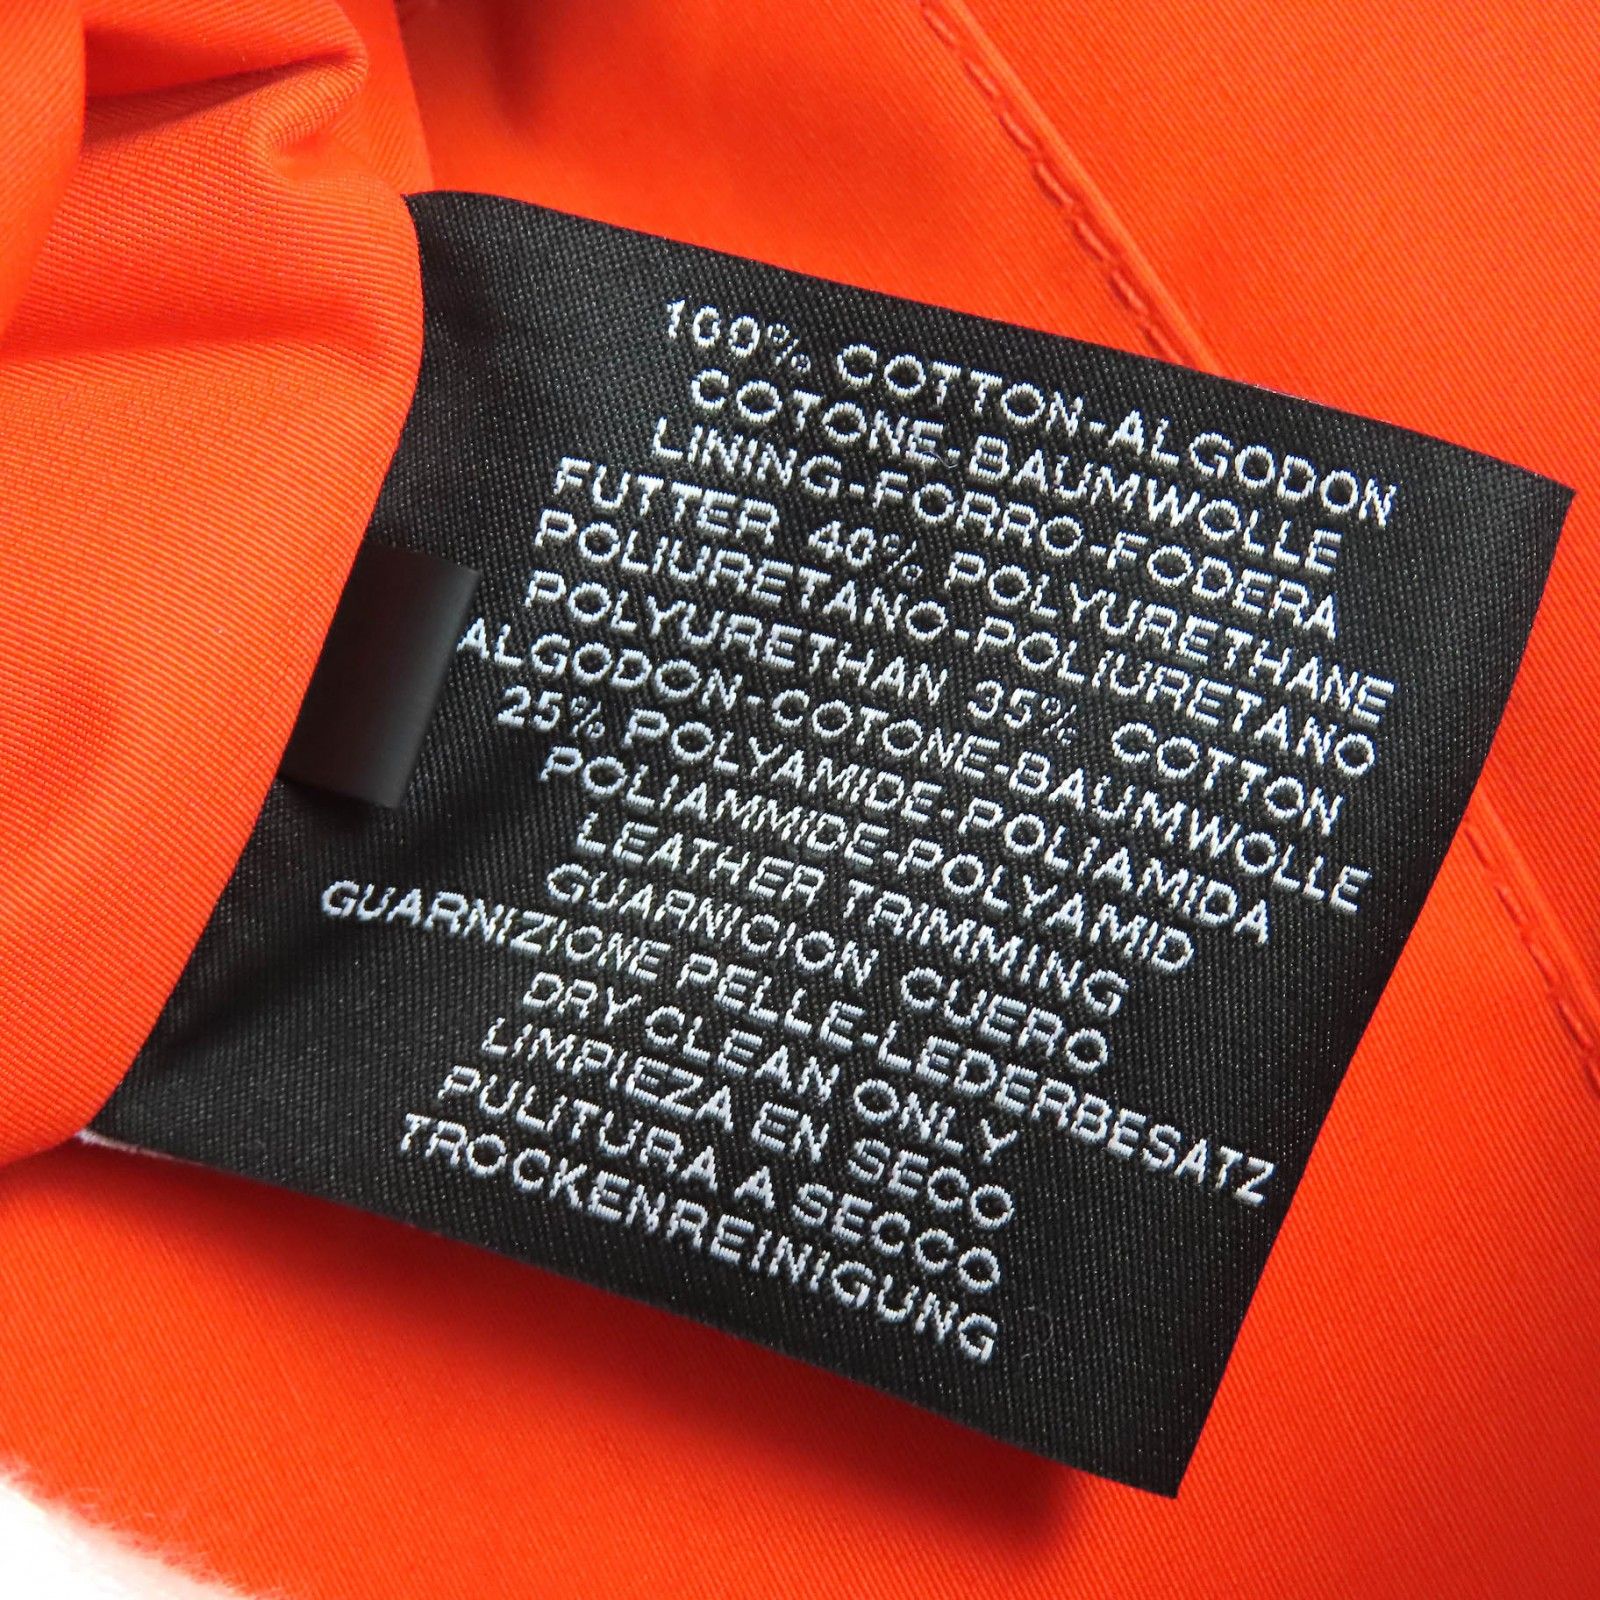 100% COTTON-ALGODON
COTONE-BAUMWOLLE
LINING-FORRO-FODERA
FUTTER 40% POLYURETHANE
POLIURETANO-POLIURETANO
POLYURETHAN 35% COTTON
ALGODON-COTONE-BAUMWOLLE
25% POLYAMIDE-POLIAMIDA
POLIAMMIDE-POLYAMID
LEATHER TRIMMING
GUARNICION CUERO
GUARNIZIONE PELLE-LEDERBESATZ
DRY CLEAN ONLY
LIMPIEZA EN SECO
PULITURA A SECCO
TROCKENREINIGUNG